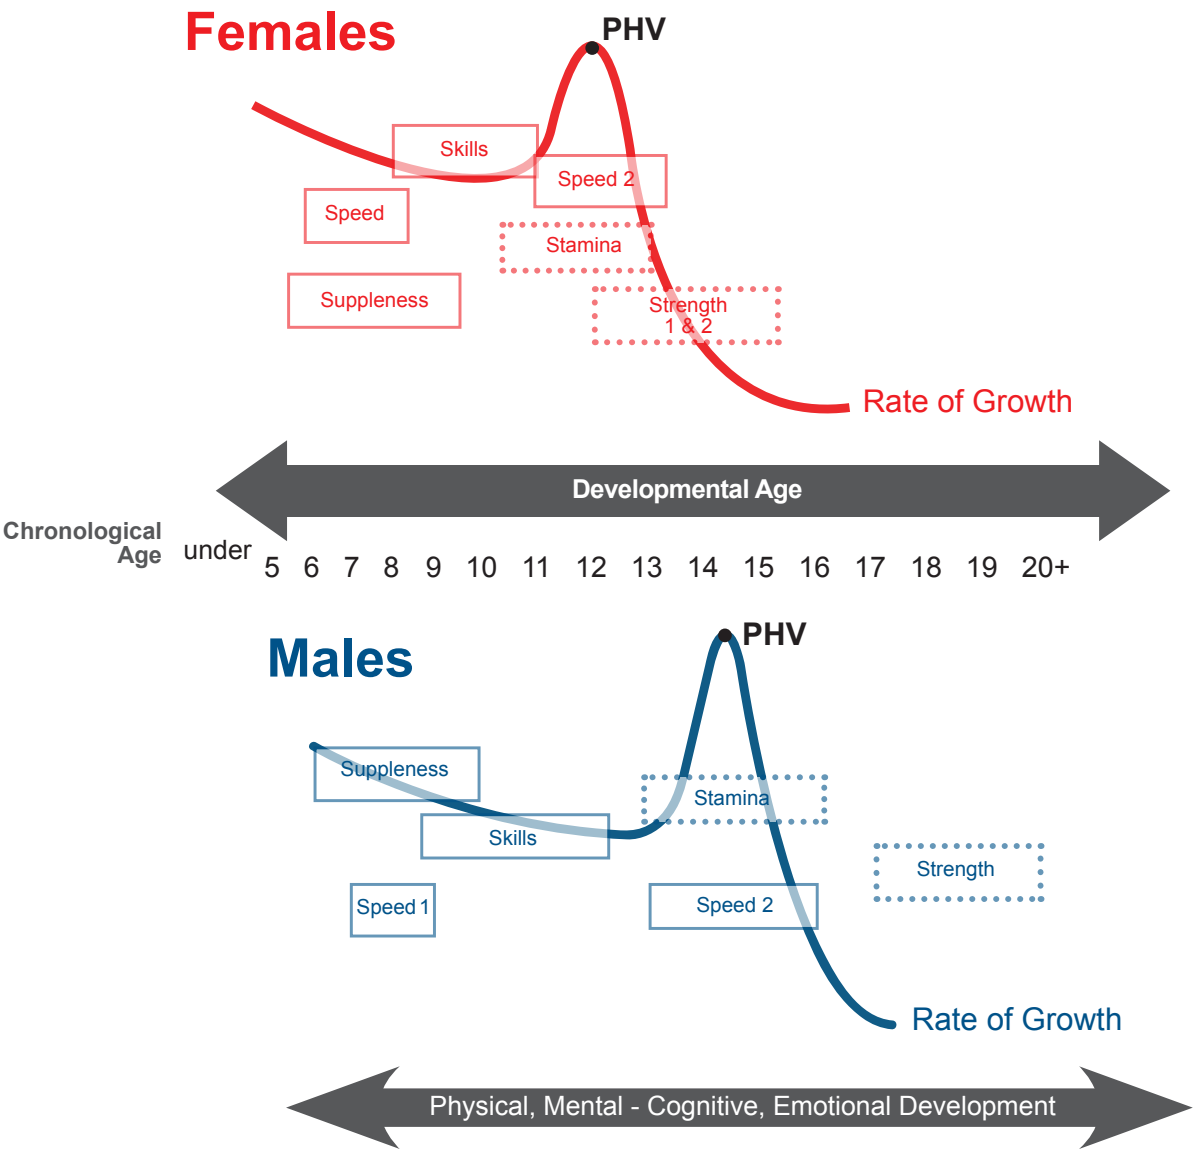 Females
PHV
Skills
Speed 2
Speed
Stamina
Suppleness
Strength
1 & 2
Rate of Growth
Developmental Age
Chronological
Age
under
5 6 7 8 9 10 11 12 13 14 15 16 17 18 19 20+
Males
PHV
Suppleness
Stamina
Skills
Strength
Speed 1
Speed 2
Rate of Growth
Physical, Mental - Cognitive, Emotional Development